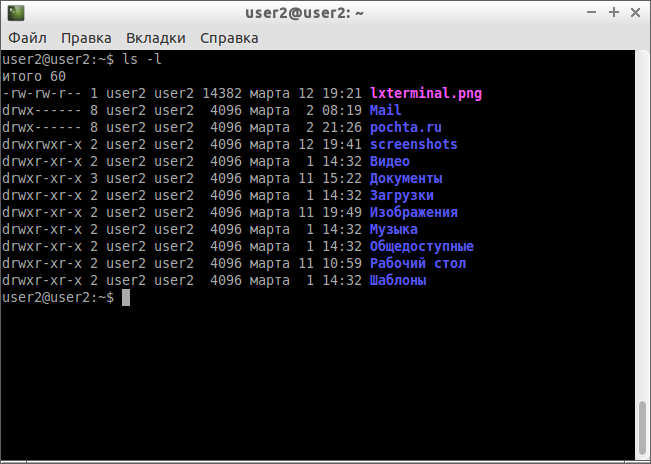 user2@user2: ~
Файл Правка Вкладки Справка
user2@user2:~$ ls -l
итого 60
-rw-rw-r-- 1 user2 user2 14382 марта 12 19:21 lxterminal.png
drwx------ 8 user2 user2  4096 марта  2 08:19 Mail
drwx------ 8 user2 user2  4096 марта  2 21:26 pochta.ru
drwxrwxr-x 2 user2 user2  4096 марта 12 19:41 screenshots
drwxr-xr-x 2 user2 user2  4096 марта  1 14:32 Видео
drwxr-xr-x 3 user2 user2  4096 марта 11 15:22 Документы
drwxr-xr-x 2 user2 user2  4096 марта  1 14:32 Загрузки
drwxr-xr-x 2 user2 user2  4096 марта 11 19:49 Изображения
drwxr-xr-x 2 user2 user2  4096 марта  1 14:32 Музыка
drwxr-xr-x 2 user2 user2  4096 марта  1 14:32 Общедоступные
drwxr-xr-x 2 user2 user2  4096 марта 11 10:59 Рабочий стол
drwxr-xr-x 2 user2 user2  4096 марта  1 14:32 Шаблоны
user2@user2:~$